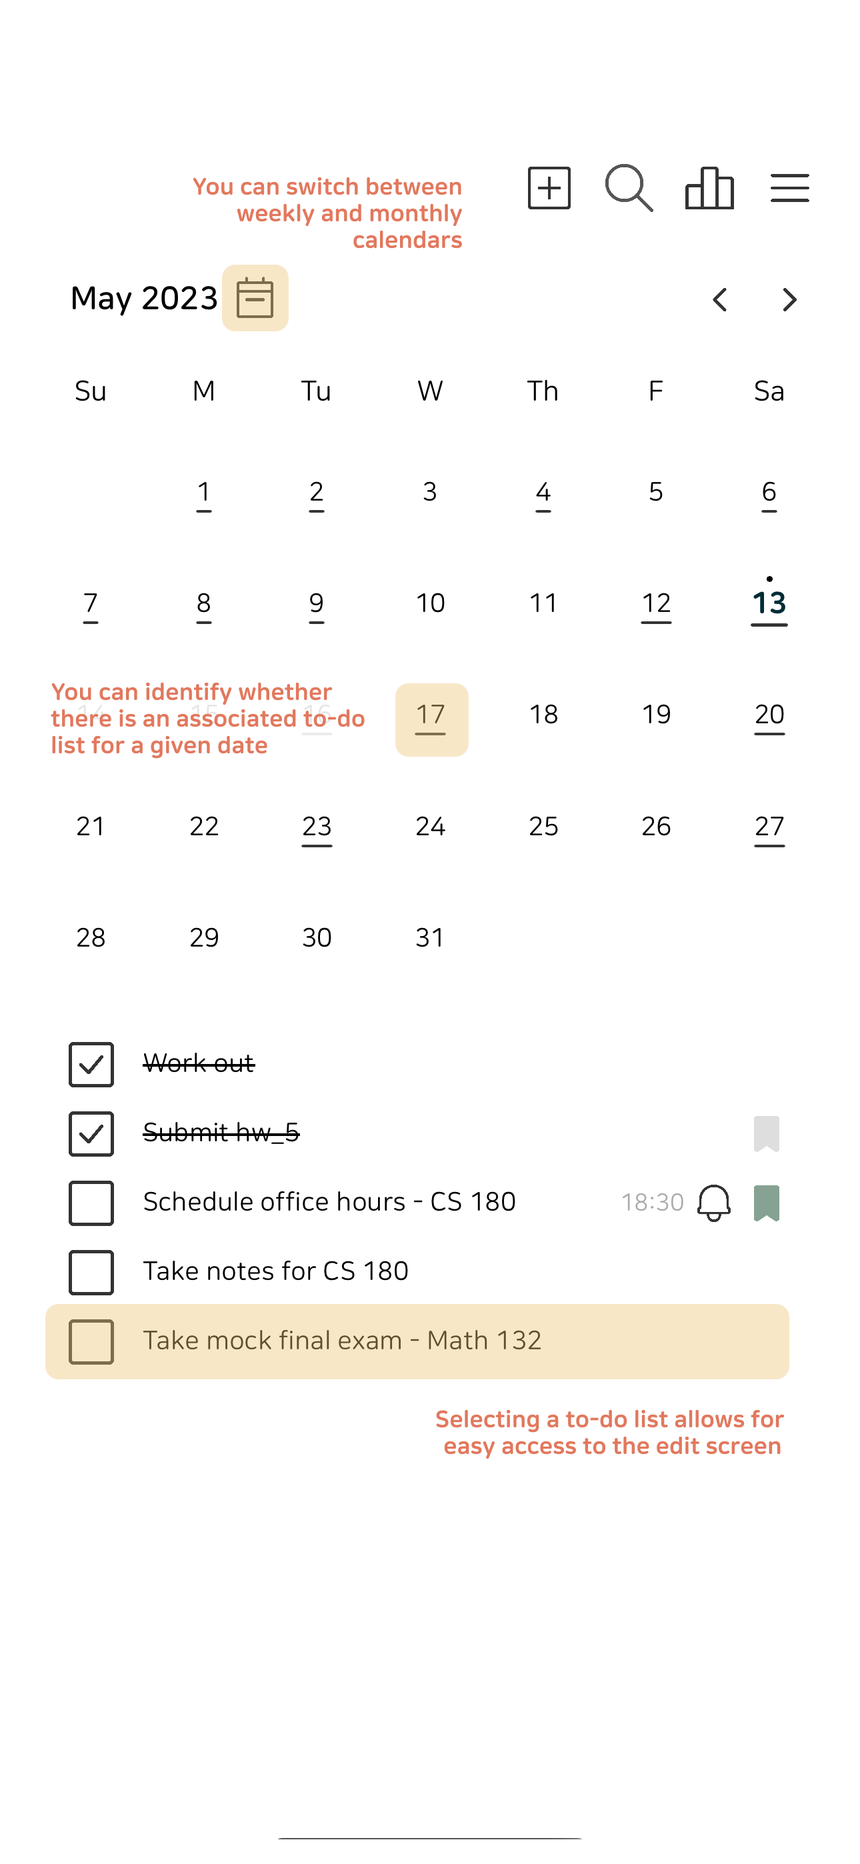 You can switch between
weekly and monthly
calendars
May 2023
Su M Tu W Th F Sa
1 2 3 4 5 6
7 8 9 10 11 12 13
You can identify whether
there is an associated to-do
list for a given date
14 15 16 17 18 19 20
21 22 23 24 25 26 27
28 29 30 31
Work out
Submit hw_5
Schedule office hours - CS 180 18:30
Take notes for CS 180
Take mock final exam - Math 132
Selecting a to-do list allows for
easy access to the edit screen